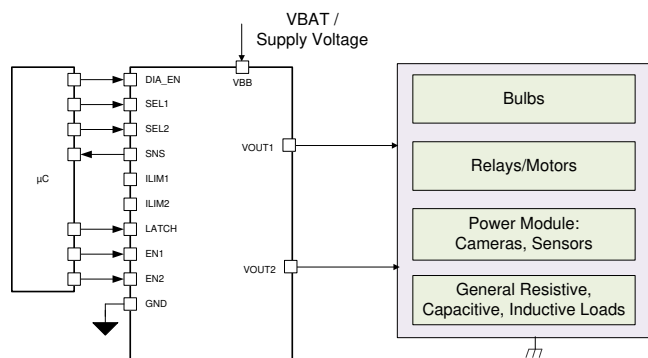 VBAT /
Supply Voltage
VBB
µC
DIA_EN
SEL1
SEL2
SNS
ILIM1
ILIM2
LATCH
EN1
EN2
GND
VOUT1
VOUT2
Bulbs
Relays/Motors
Power Module:
Cameras, Sensors
General Resistive,
Capacitive, Inductive Loads